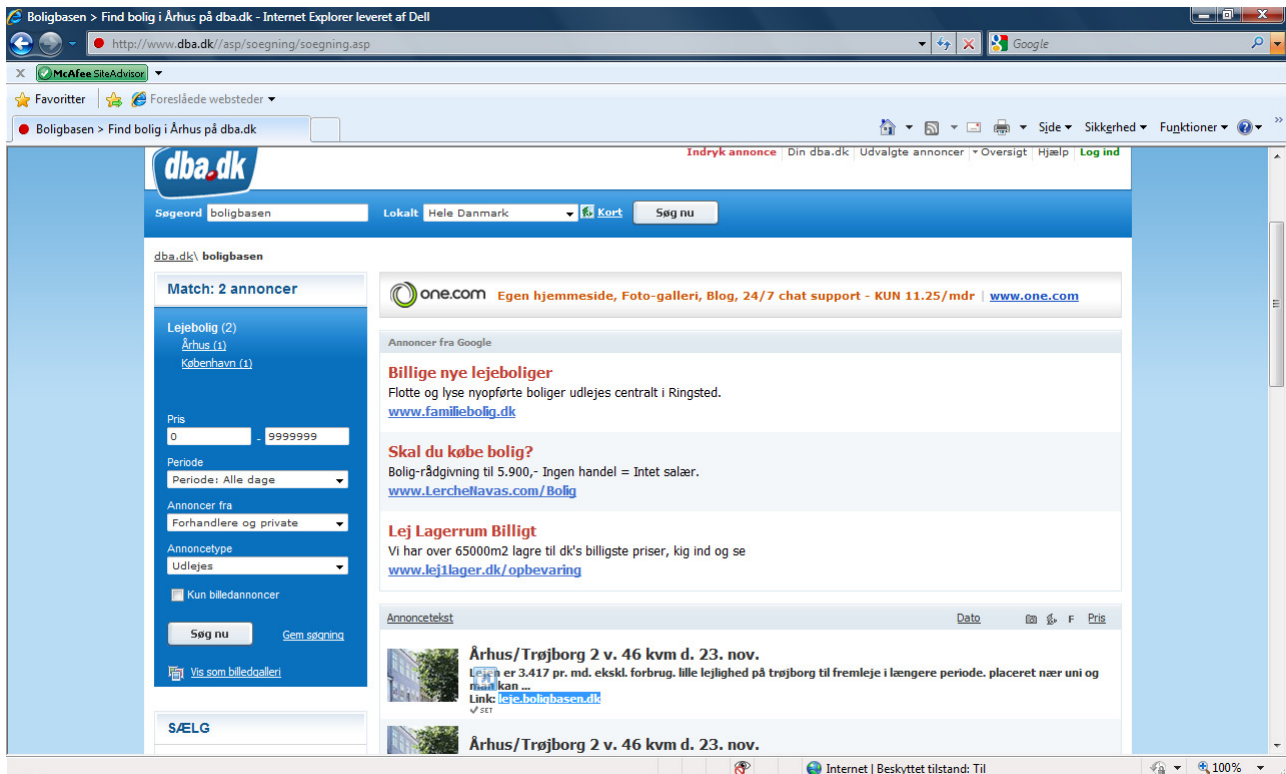 Boligbasen > Find bolig i Århus på dba.dk - Internet Explorer leveret af Dell
http://www.dba.dk//asp/soegning/soegning.asp
Google
X McAfee SiteAdvisor
Favoritter Foreslåede websteder
Boligbasen > Find bolig i Århus på dba.dk
Side Sikkerhed Funktioner »
dba.dk
Indryk annonce Din dba.dk Udvalgte annoncer Oversigt Hjælp Log ind
Søgeord boligbasen Lokalt Hele Danmark Kort Søg nu
dba.dk\ boligbasen
Match: 2 annoncer
Lejebolig (2)
Århus (1)
København (1)
Pris
0 - 9999999
Periode
Periode: Alle dage
Annoncer fra
Forhandlere og private
Annoncetype
Udlejes
Kun billedannoncer
Søg nu Gem søgning
Vis som billedgalleri
SÆLG
one.com Egen hjemmeside, Foto-galleri, Blog, 24/7 chat support - KUN 11.25/mdr | www.one.com
Annoncer fra Google
Billige nye lejeboliger
Flotte og lyse nyopførte boliger udlejes centralt i Ringsted.
www.familiebolig.dk
Skal du købe bolig?
Bolig-rådgivning til 5.900,- Ingen handel = Intet salær.
www.LercheNavas.com/Bolig
Lej Lagerrum Billigt
Vi har over 65000m2 lagre til dk's billigste priser, kig ind og se
www.lej1lager.dk/opbevaring
Annoncetekst Dato F Pris
Århus/Trøjborg 2 v. 46 kvm d. 23. nov.
Lejen er 3.417 pr. md. ekskl. forbrug. lille lejlighed på trøjborg til fremleje i længere periode. placeret nær uni og
man kan ...
Link: leje.boligbasen.dk
SET
Århus/Trøjborg 2 v. 46 kvm d. 23. nov.
Internet | Beskyttet tilstand: Til
100%